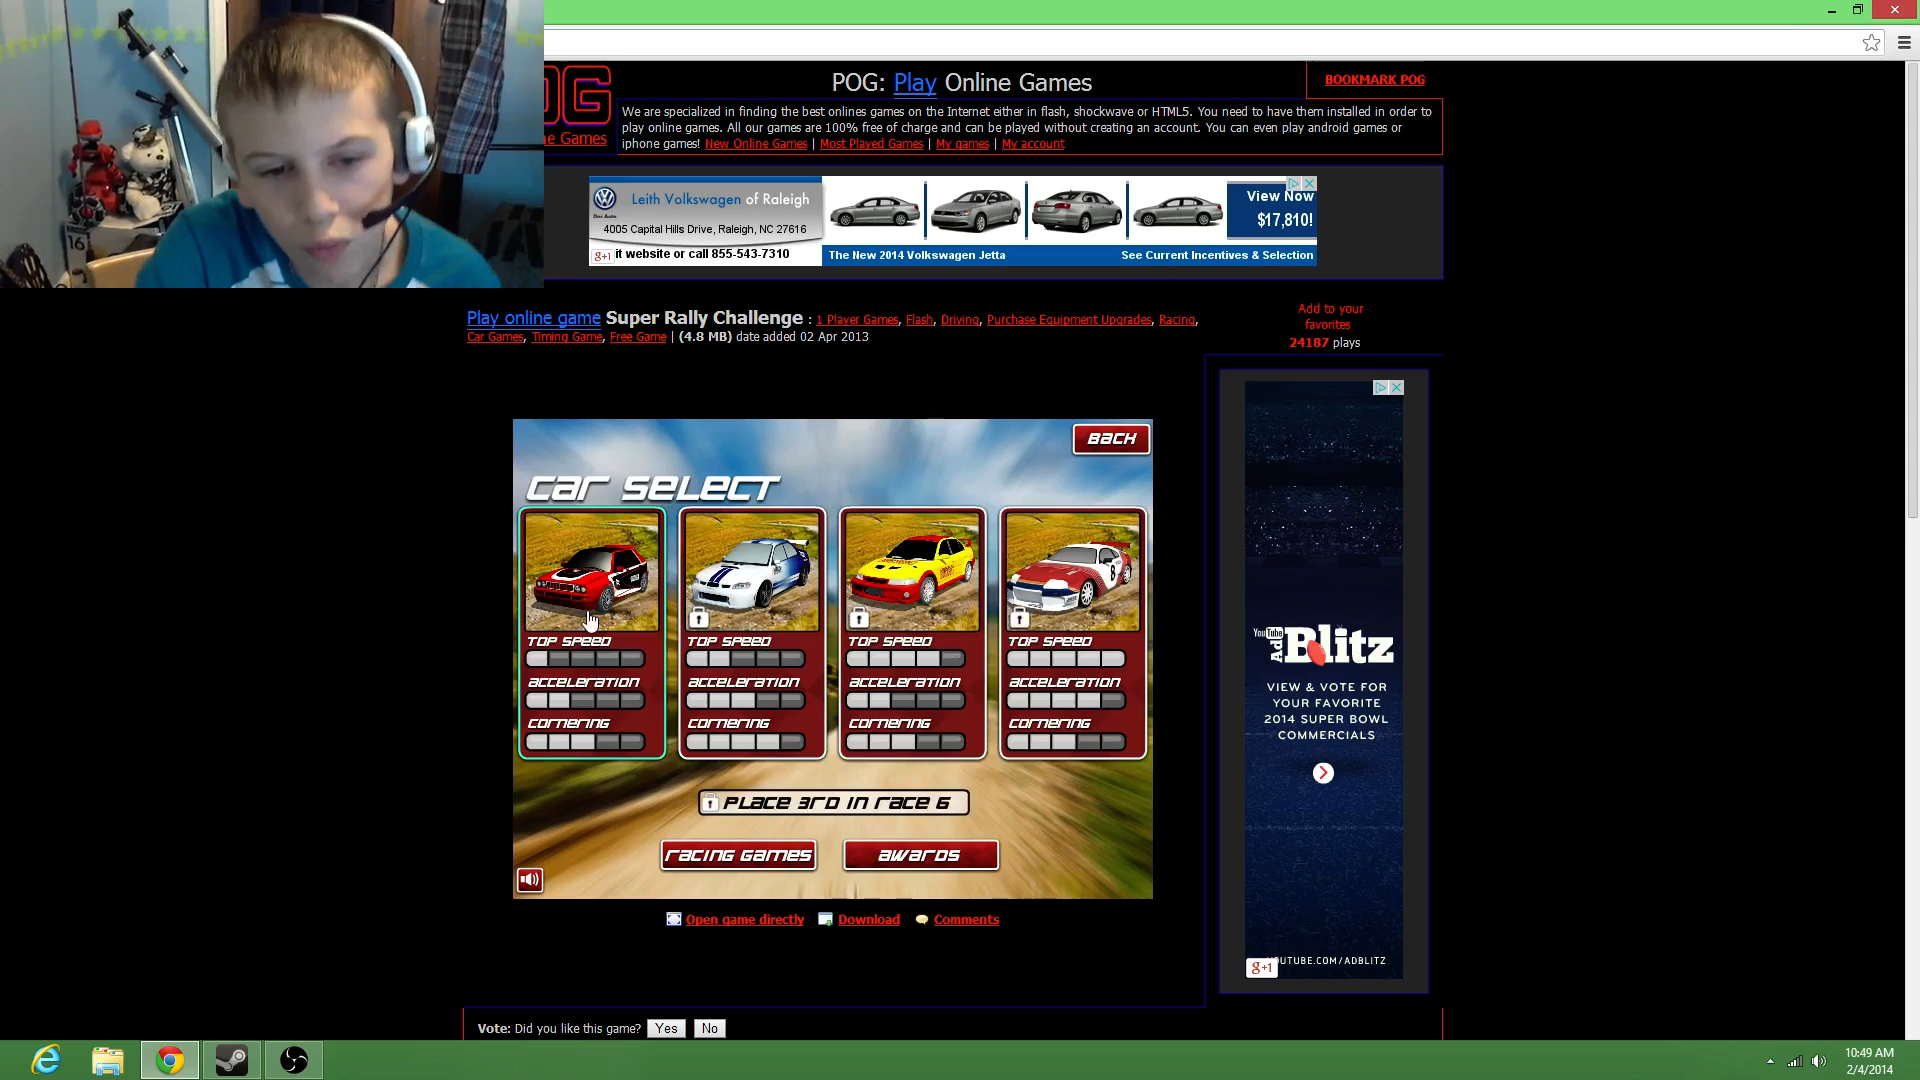 16
OG
e Games
POG: Play Online Games
BOOKMARK POG
We are specialized in finding the best onlines games on the Internet either in flash, shockwave or HTML5. You need to have them installed in order to
play online games. All our games are 100% free of charge and can be played without creating an account. You can even play android games or
iphone games! New Online Games | Most Played Games | My games | My account
Leith Volkswagen of Raleigh
4005 Capital Hills Drive, Raleigh, NC 27616
g+1 it website or call 855-543-7310
View Now
$17,810!
The New 2014 Volkswagen Jetta
See Current Incentives & Selection
Play online game Super Rally Challenge : 1 Player Games, Flash, Driving, Purchase Equipment Upgrades, Racing,
Car Games, Timing Game, Free Game | (4.8 MB) date added 02 Apr 2013
Add to your
favorites
24187 plays
BACK
CAR SELECT
TOP SPEED
ACCELERATION
CORNERING
TOP SPEED
ACCELERATION
CORNERING
TOP SPEED
ACCELERATION
CORNERING
8
TOP SPEED
ACCELERATION
CORNERING
PLACE 3RD IN RACE 6
RACING GAMES
AWARDS
Open game directly
Download
Comments
YouTube
Ad Blitz
VIEW & VOTE FOR
YOUR FAVORITE
2014 SUPER BOWL
COMMERCIALS
g+1 OUTUBE.COM/ADBLITZ
Vote: Did you like this game? Yes No
10:49 AM
2/4/2014